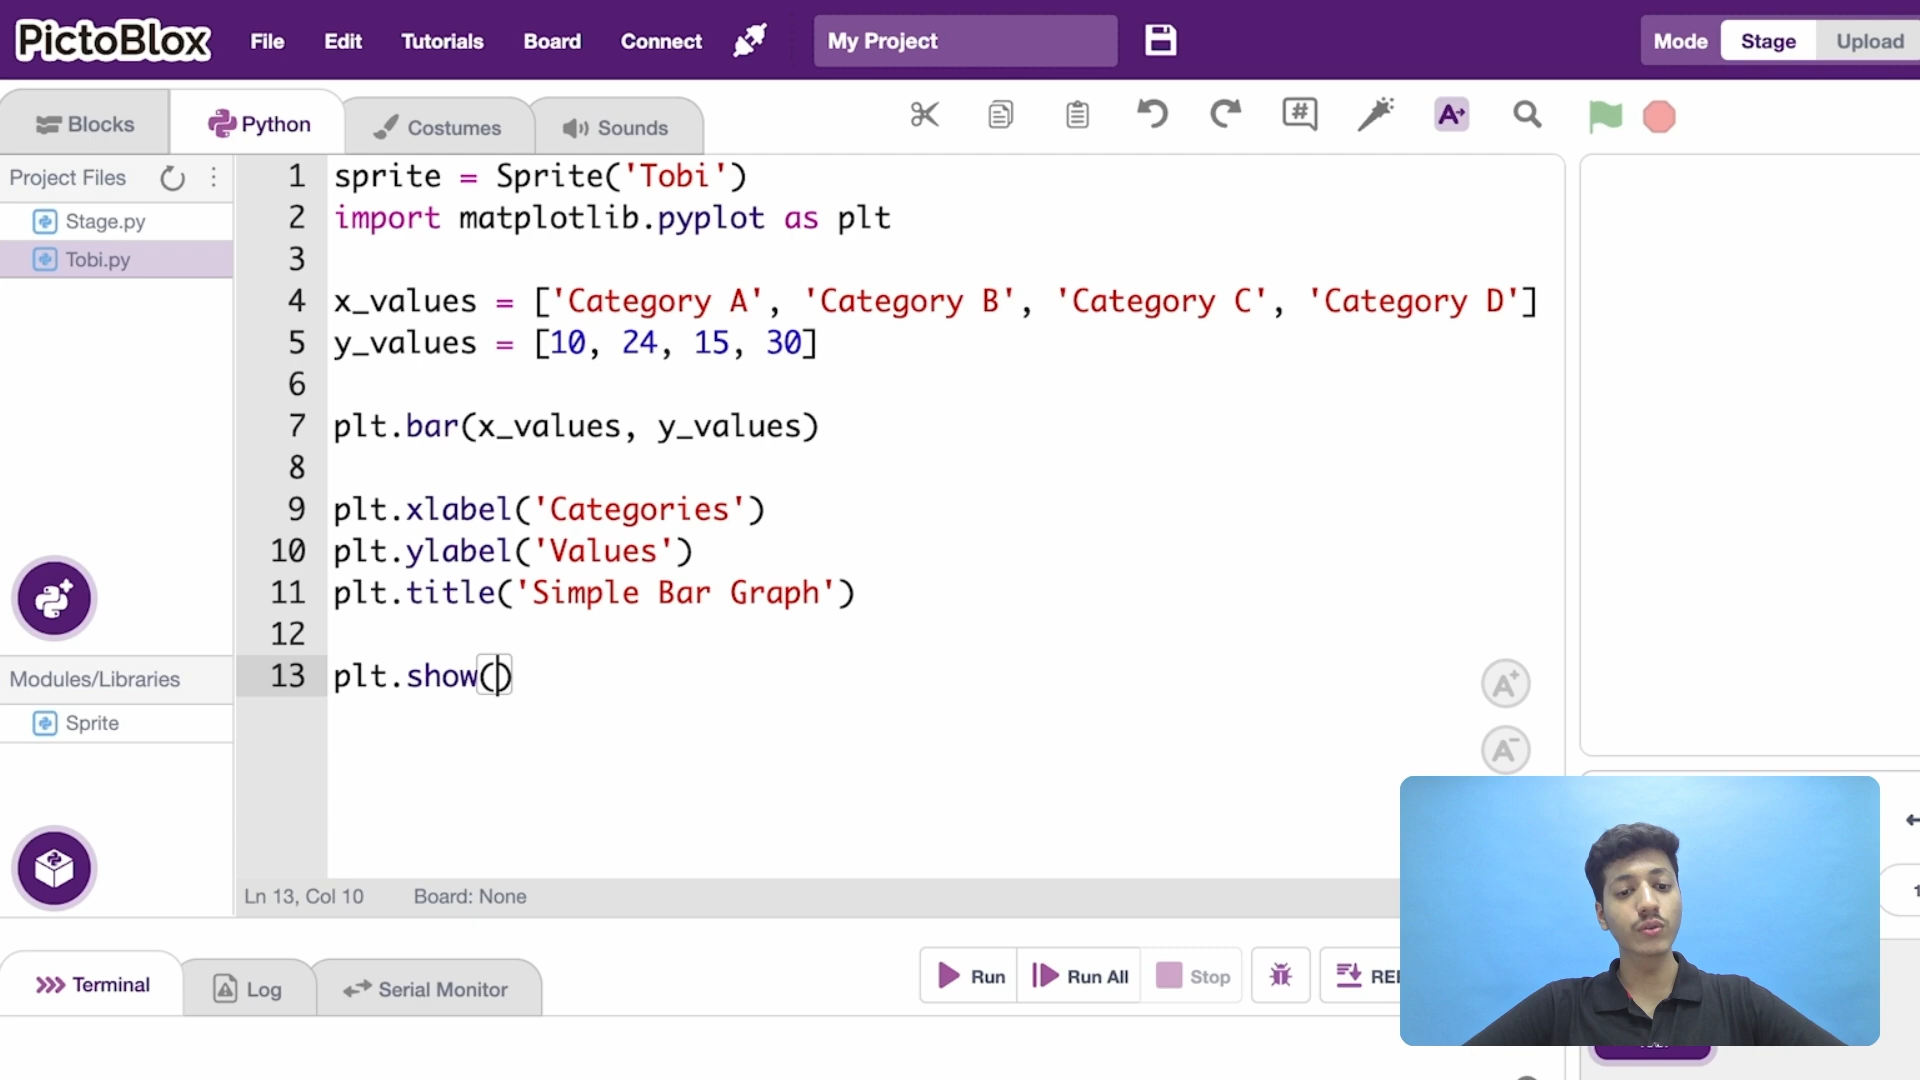 PictoBlox File Edit Tutorials Board Connect My Project Mode Stage Upload
Blocks Python Costumes Sounds # A+
Project Files
Stage.py
Tobi.py
Modules/Libraries
Sprite
1 sprite = Sprite('Tobi')
2 import matplotlib.pyplot as plt
3
4 x_values = ['Category A', 'Category B', 'Category C', 'Category D']
5 y_values = [10, 24, 15, 30]
6
7 plt.bar(x_values, y_values)
8
9 plt.xlabel('Categories')
10 plt.ylabel('Values')
11 plt.title('Simple Bar Graph')
12
13 plt.show()
A+
A-
Ln 13, Col 10 Board: None
Terminal Log Serial Monitor Run Run All Stop